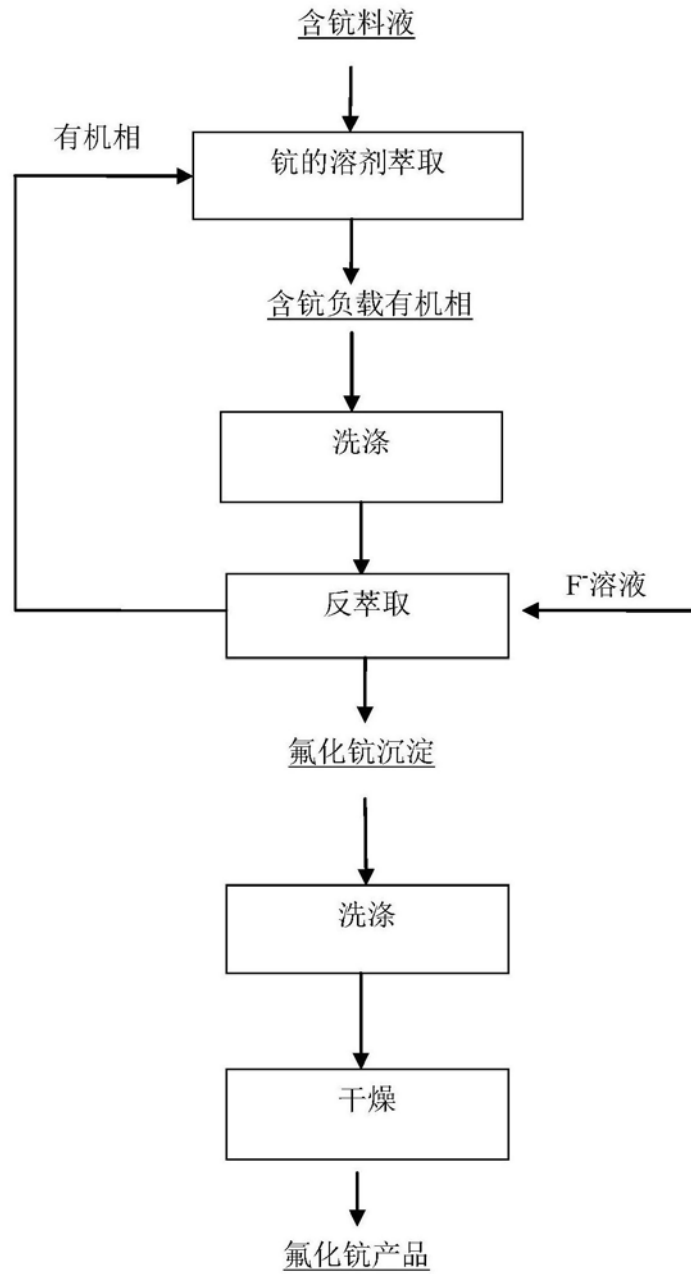 含钪料液
有机相
钪的溶剂萃取
含钪负载有机相
洗涤
反萃取
F⁻溶液
氟化钪沉淀
洗涤
干燥
氟化钪产品